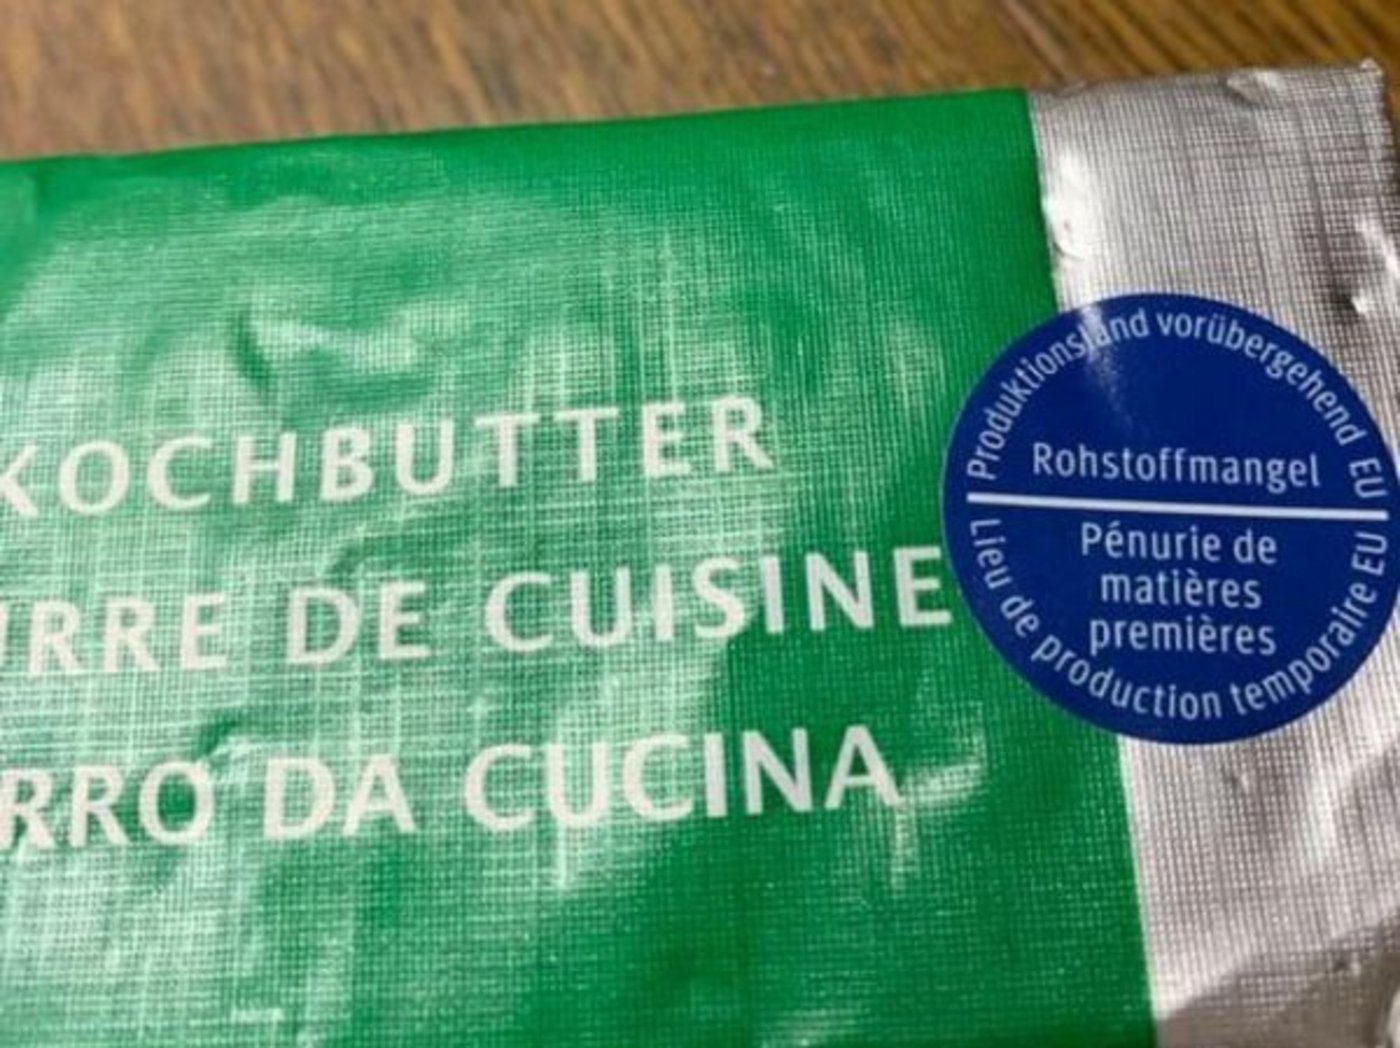 KOCHBUTTER
URRE DE CUISINE
RRO DA CUCINA
Produktionsland vorübergehend EU
Rohstoffmangel
Pénurie de
matières
premières
Lieu de production temporaire EU